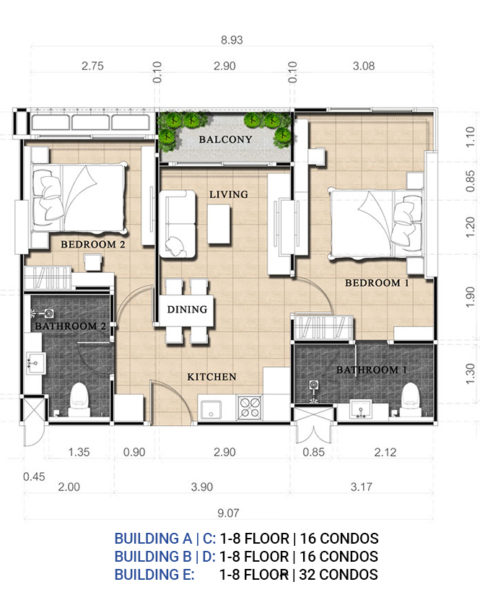 8.93
2.75
0.10
2.90
0.10
3.08
BALCONY
1.10
0.85
LIVING
1.20
BEDROOM 2
BEDROOM 1
1.90
DINING
BATHROOM 2
BATHROOM 1
KITCHEN
1.30
1.35
0.90
2.90
0.85
2.12
0.45
2.00
3.90
3.17
9.07
BUILDING A | C: 1-8 FLOOR | 16 CONDOS
BUILDING B | D: 1-8 FLOOR | 16 CONDOS
BUILDING E: 1-8 FLOOR | 32 CONDOS